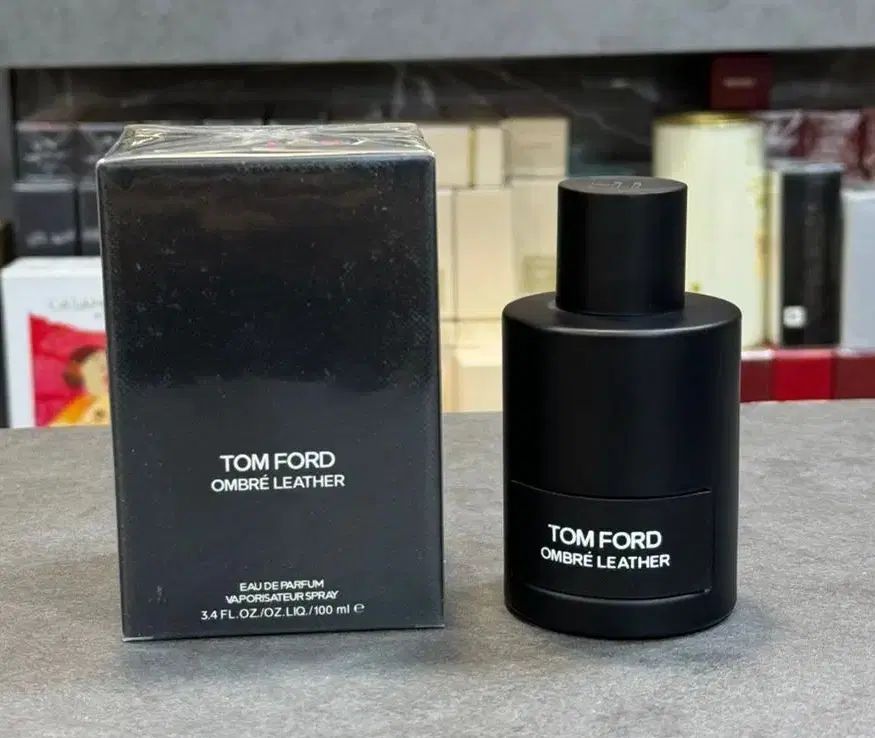 TOM FORD
OMBRÉ LEATHER
EAU DE PARFUM
VAPORISATEUR SPRAY
3.4 FL.OZ./OZ.LIQ./100 ml ℮
TOM FORD
OMBRÉ LEATHER